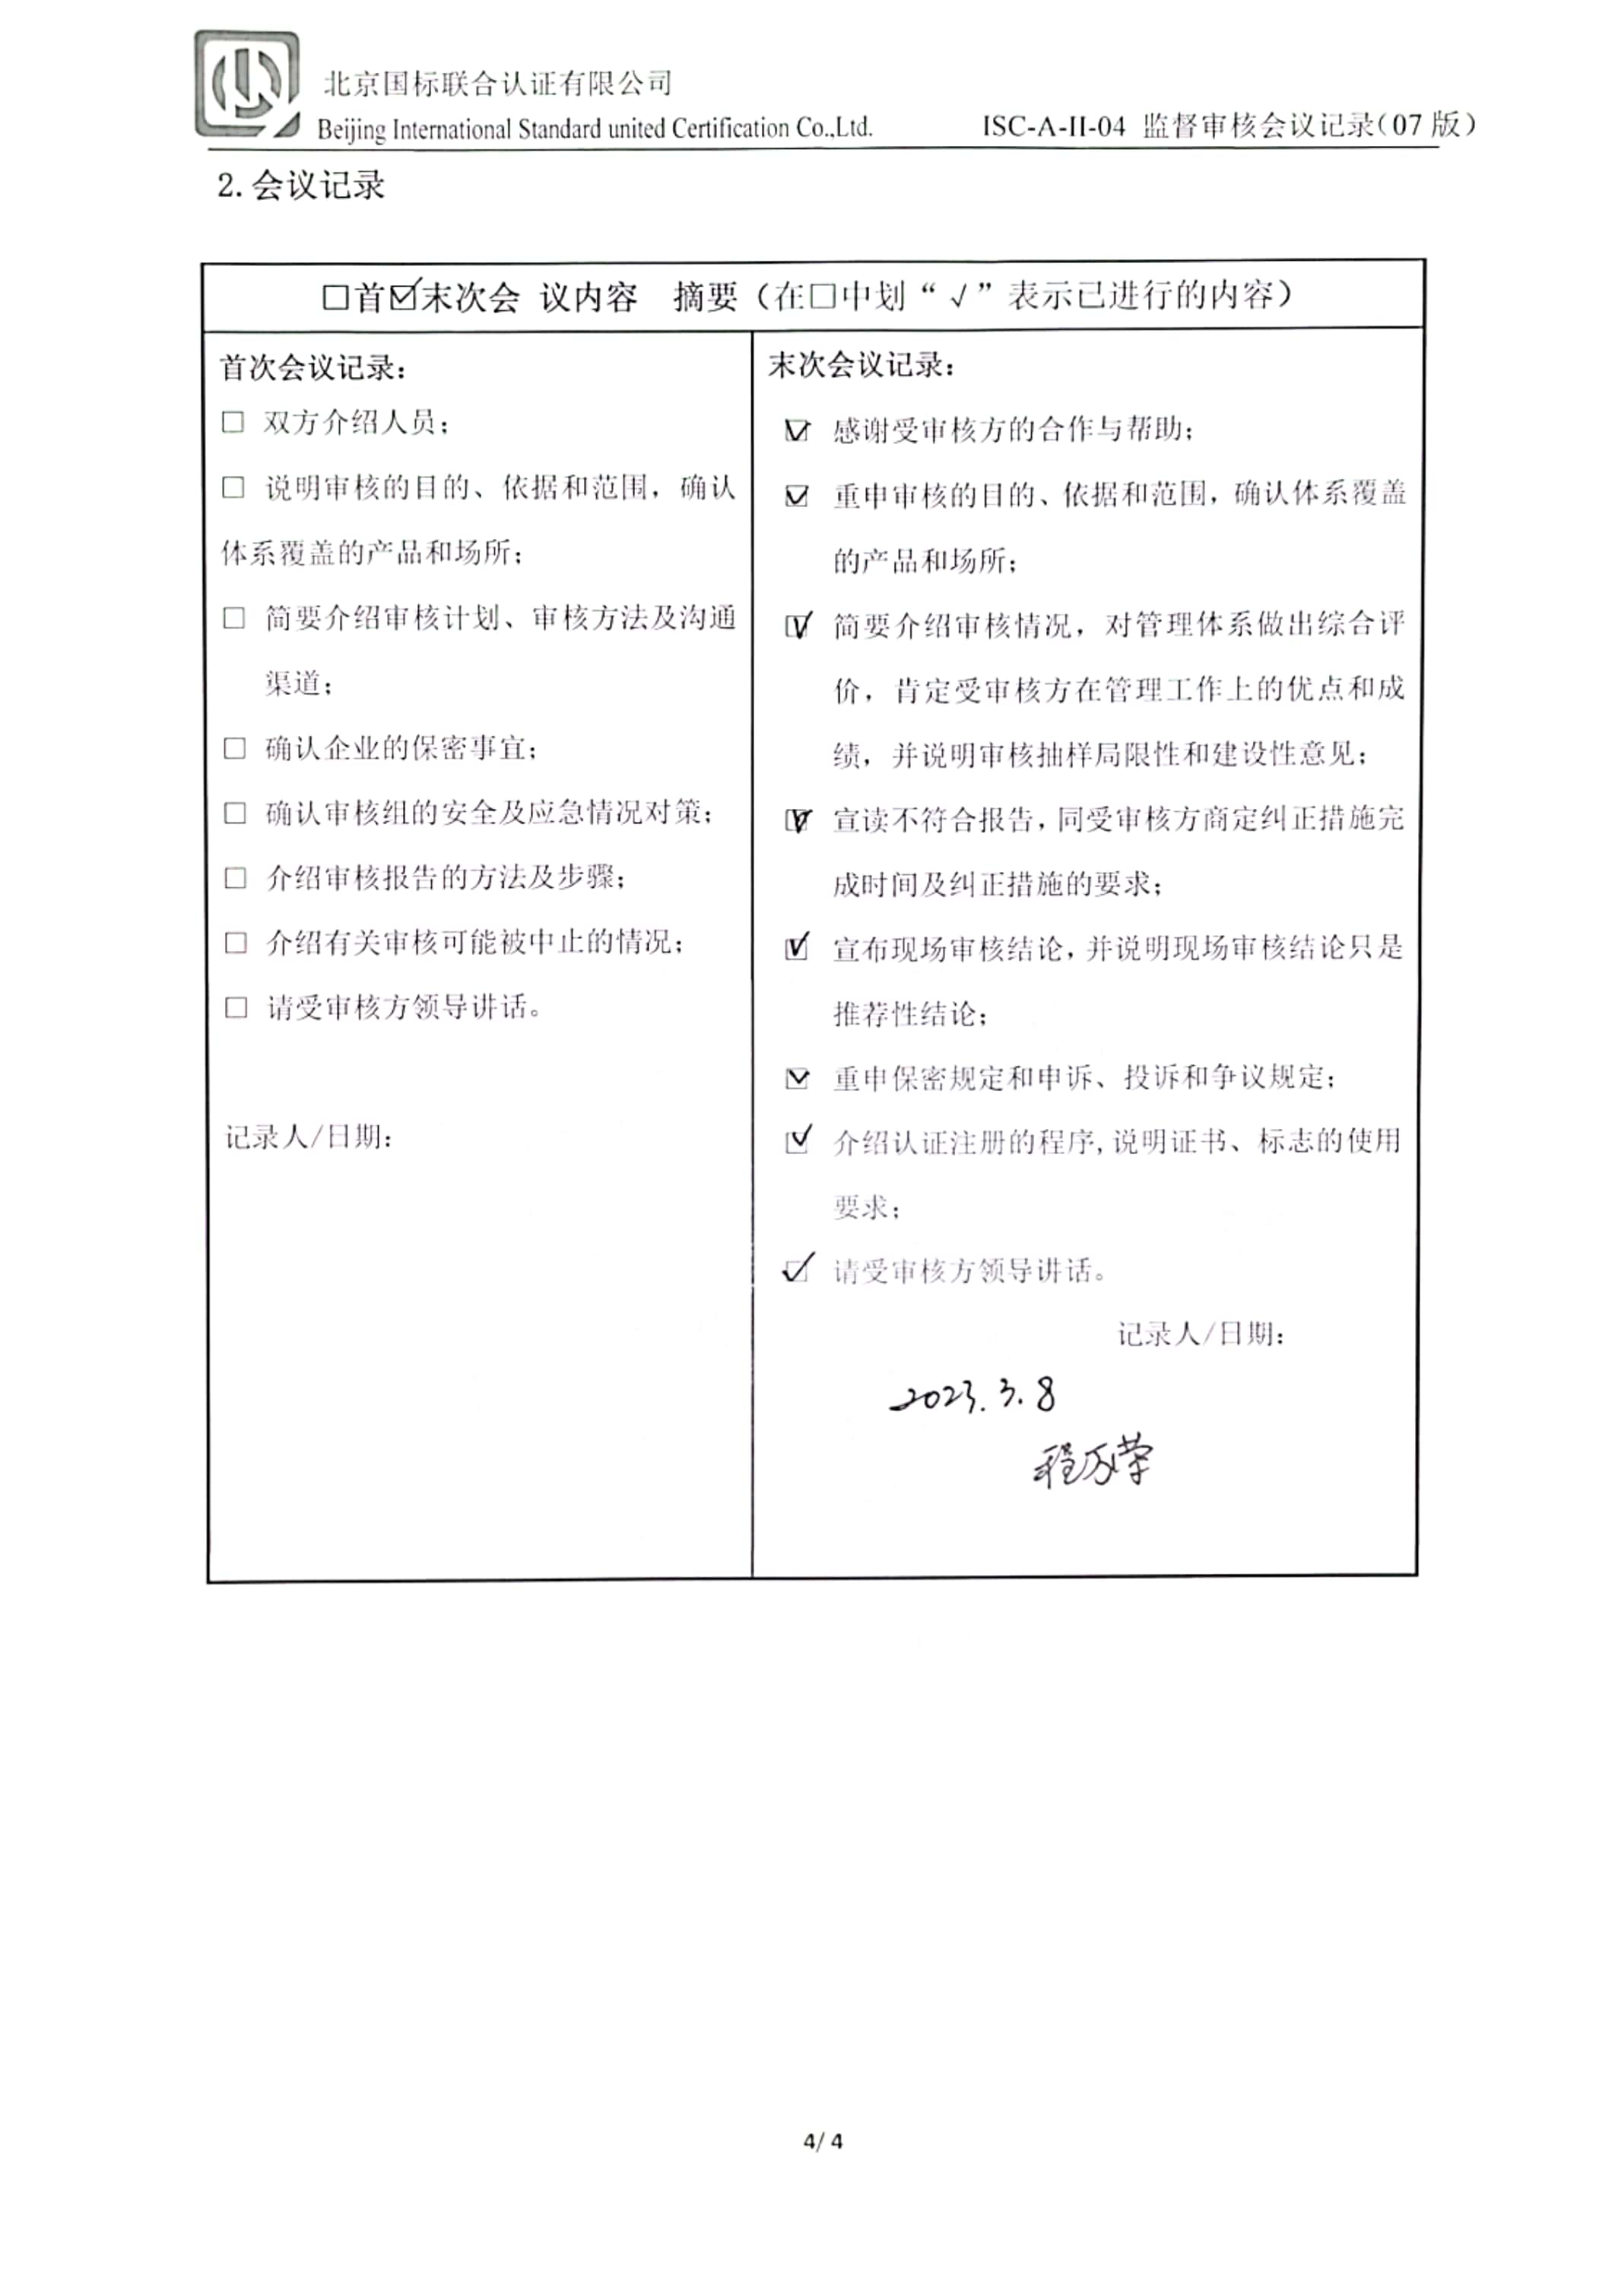 北京国标联合认证有限公司
Beijing International Standard united Certification Co.,Ltd.
ISC-A-II-04 监督审核会议记录(07 版)
2. 会议记录
□首☑末次会 议内容 摘要（在□中划“√”表示已进行的内容）
首次会议记录：
□ 双方介绍人员；
□ 说明审核的目的、依据和范围，确认
体系覆盖的产品和场所；
□ 简要介绍审核计划、审核方法及沟通
渠道；
□ 确认企业的保密事宜；
□ 确认审核组的安全及应急情况对策；
□ 介绍审核报告的方法及步骤；
□ 介绍有关审核可能被中止的情况；
□ 请受审核方领导讲话。
记录人/日期：
末次会议记录：
☑ 感谢受审核方的合作与帮助；
☑ 重申审核的目的、依据和范围，确认体系覆盖
的产品和场所；
☑ 简要介绍审核情况，对管理体系做出综合评
价，肯定受审核方在管理工作上的优点和成
绩，并说明审核抽样局限性和建设性意见；
☑ 宣读不符合报告，同受审核方商定纠正措施完
成时间及纠正措施的要求；
☑ 宣布现场审核结论，并说明现场审核结论只是
推荐性结论；
☑ 重申保密规定和申诉、投诉和争议规定；
☑ 介绍认证注册的程序,说明证书、标志的使用
要求；
☑ 请受审核方领导讲话。
记录人/日期：
2023.3.8
程万荣
4/ 4